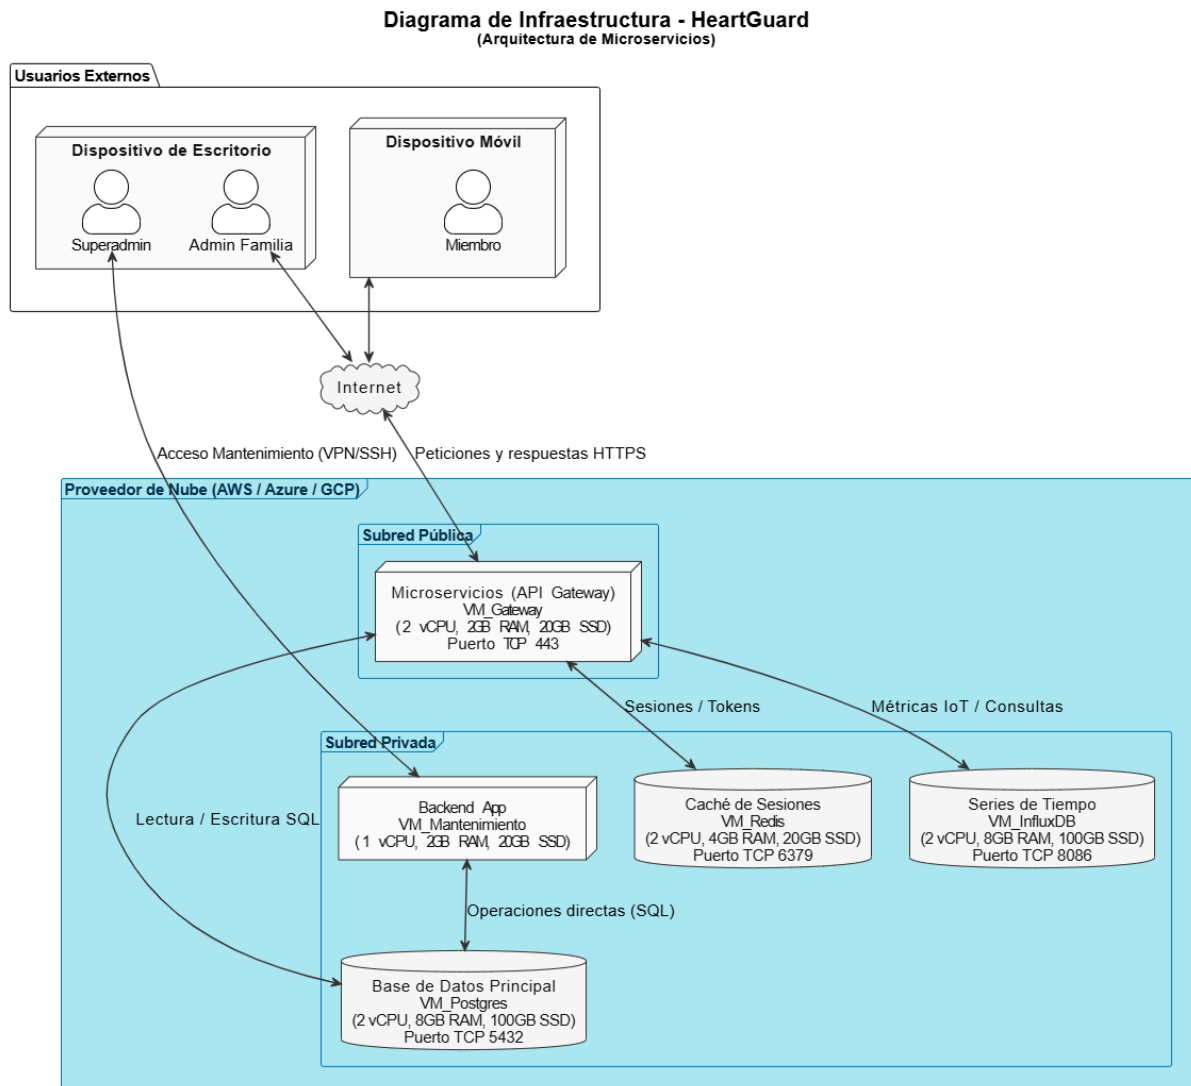 Diagrama de Infraestructura - HeartGuard
(Arquitectura de Microservicios)
Usuarios Externos
Dispositivo de Escritorio
Superadmin
Admin Familia
Dispositivo Móvil
Miembro
Internet
Acceso Mantenimiento (VPN/SSH)
Peticiones y respuestas HTTPS
Proveedor de Nube (AWS / Azure / GCP)
Subred Pública
Microservicios (API Gateway)
VM_Gateway
(2 vCPU, 2GB RAM, 20GB SSD)
Puerto TCP 443
Sesiones / Tokens
Métricas IoT / Consultas
Subred Privada
Backend App
VM_Mantenimiento
(1 vCPU, 2GB RAM, 20GB SSD)
Caché de Sesiones
VM_Redis
(2 vCPU, 4GB RAM, 20GB SSD)
Puerto TCP 6379
Series de Tiempo
VM_InfluxDB
(2 vCPU, 8GB RAM, 100GB SSD)
Puerto TCP 8086
Lectura / Escritura SQL
Operaciones directas (SQL)
Base de Datos Principal
VM_Postgres
(2 vCPU, 8GB RAM, 100GB SSD)
Puerto TCP 5432